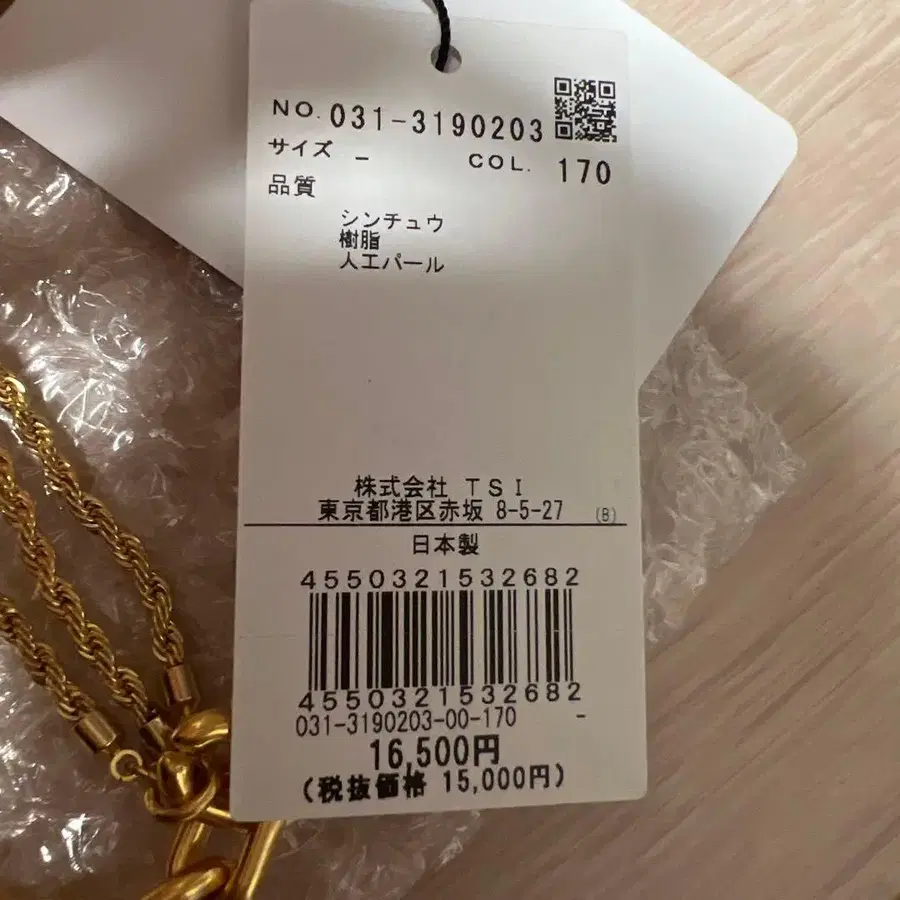 NO. 031-3190203
サイズ - COL. 170
品質
シンチュウ
樹脂
人工パール
株式会社 TSI
東京都港区赤坂 8-5-27 (B)
日本製
4550321532682
4550321532682
031-3190203-00-170 -
16,500円
(税抜価格 15,000円)